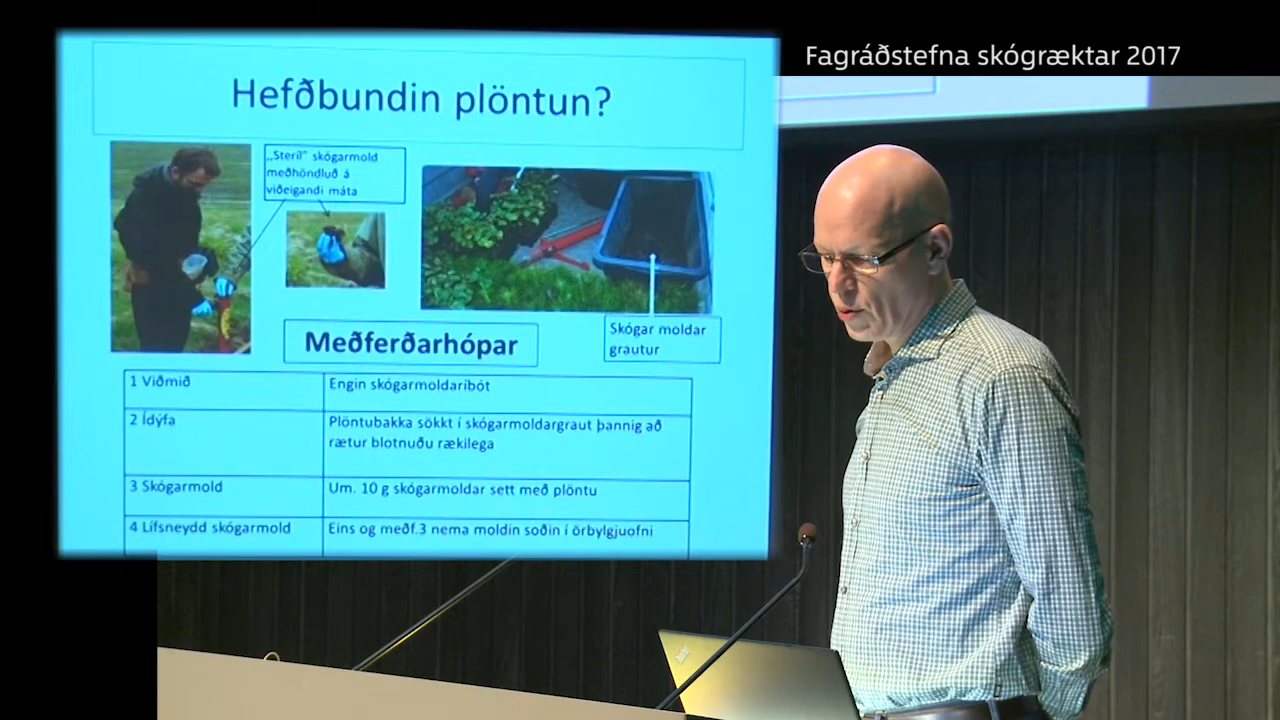 Fagráðstefna skógræktar 2017
Hefðbundin plöntun?
„Steríl" skógarmold
meðhöndluð á
viðeigandi máta
Skógar moldar
grautur
Meðferðarhópar
1 Viðmið
Engin skógarmoldaríbót
2 Ídýfa
Plöntubakka sökkt í skógarmoldargraut þannig að
rætur blotnuðu rækilega
3 Skógarmold
Um. 10 g skógarmoldar sett með plöntu
4 Lífsneydd skógarmold
Eins og meðf.3 nema moldin soðin í örbylgjuofni